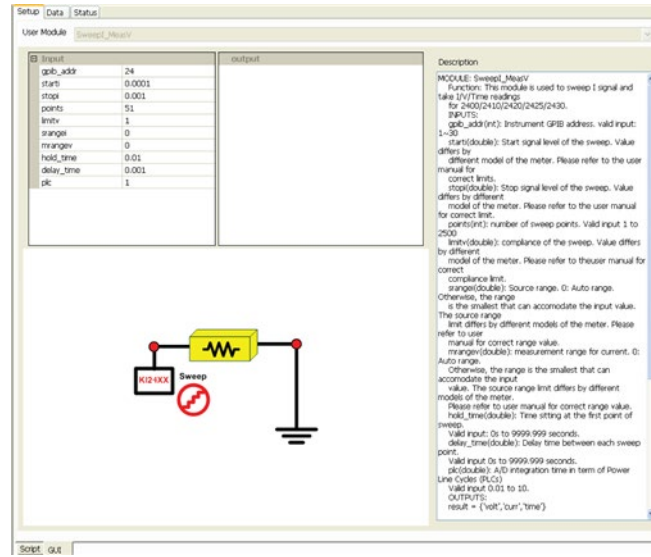 Setup Data Status
User Module SweepI_MeasV
Input output
gpib_addr 24
starti 0.0001
stopi 0.001
points 51
limitv 1
srangei 0
mrangev 0
hold_time 0.01
delay_time 0.001
plc 1
Description
MODULE: SweepI_MeasV
Function: This module is used to sweep I signal and
take I/V/Time readings
for 2400/2410/2420/2425/2430.
INPUTS:
gpib_addr(int): Instrument GPIB address. valid input:
1~30
starti(double): Start signal level of the sweep. Value
differs by
different model of the meter. Please refer to the user
manual for
correct limits.
stopi(double): Stop signal level of the sweep. Value
differs by different
model of the meter. Please refer to the user manual
for correct limit.
points(int): number of sweep points. Valid input 1 to
2500
limitv(double): compliance of the sweep. Value differs
by different
model of the meter. Please refer to theuser manual for
correct
compliance limit.
srangei(double): Source range. 0: Auto range.
Otherwise, the range
is the smallest that can accomodate the input value.
The source range
limit differs by different models of the meter. Please
refer to user
manual for correct range value.
mrangev(double): measurement range for current. 0:
Auto range.
Otherwise, the range is the smallest that can
accomodate the input
value. The source range limit differs by different
models of the meter.
Please refer to user manual for correct range value.
hold_time(double): Time sitting at the first point of
sweep.
Valid input: 0s to 9999.999 seconds.
delay_time(double): Delay time between each sweep
point.
Valid input 0s to 9999.999 seconds.
plc(double): A/D integration time in term of Power
Line Cycles (PLCs)
Valid input 0.01 to 10.
OUTPUTS:
result = {'volt','curr','time'}
KI24XX
Sweep
Script GUI